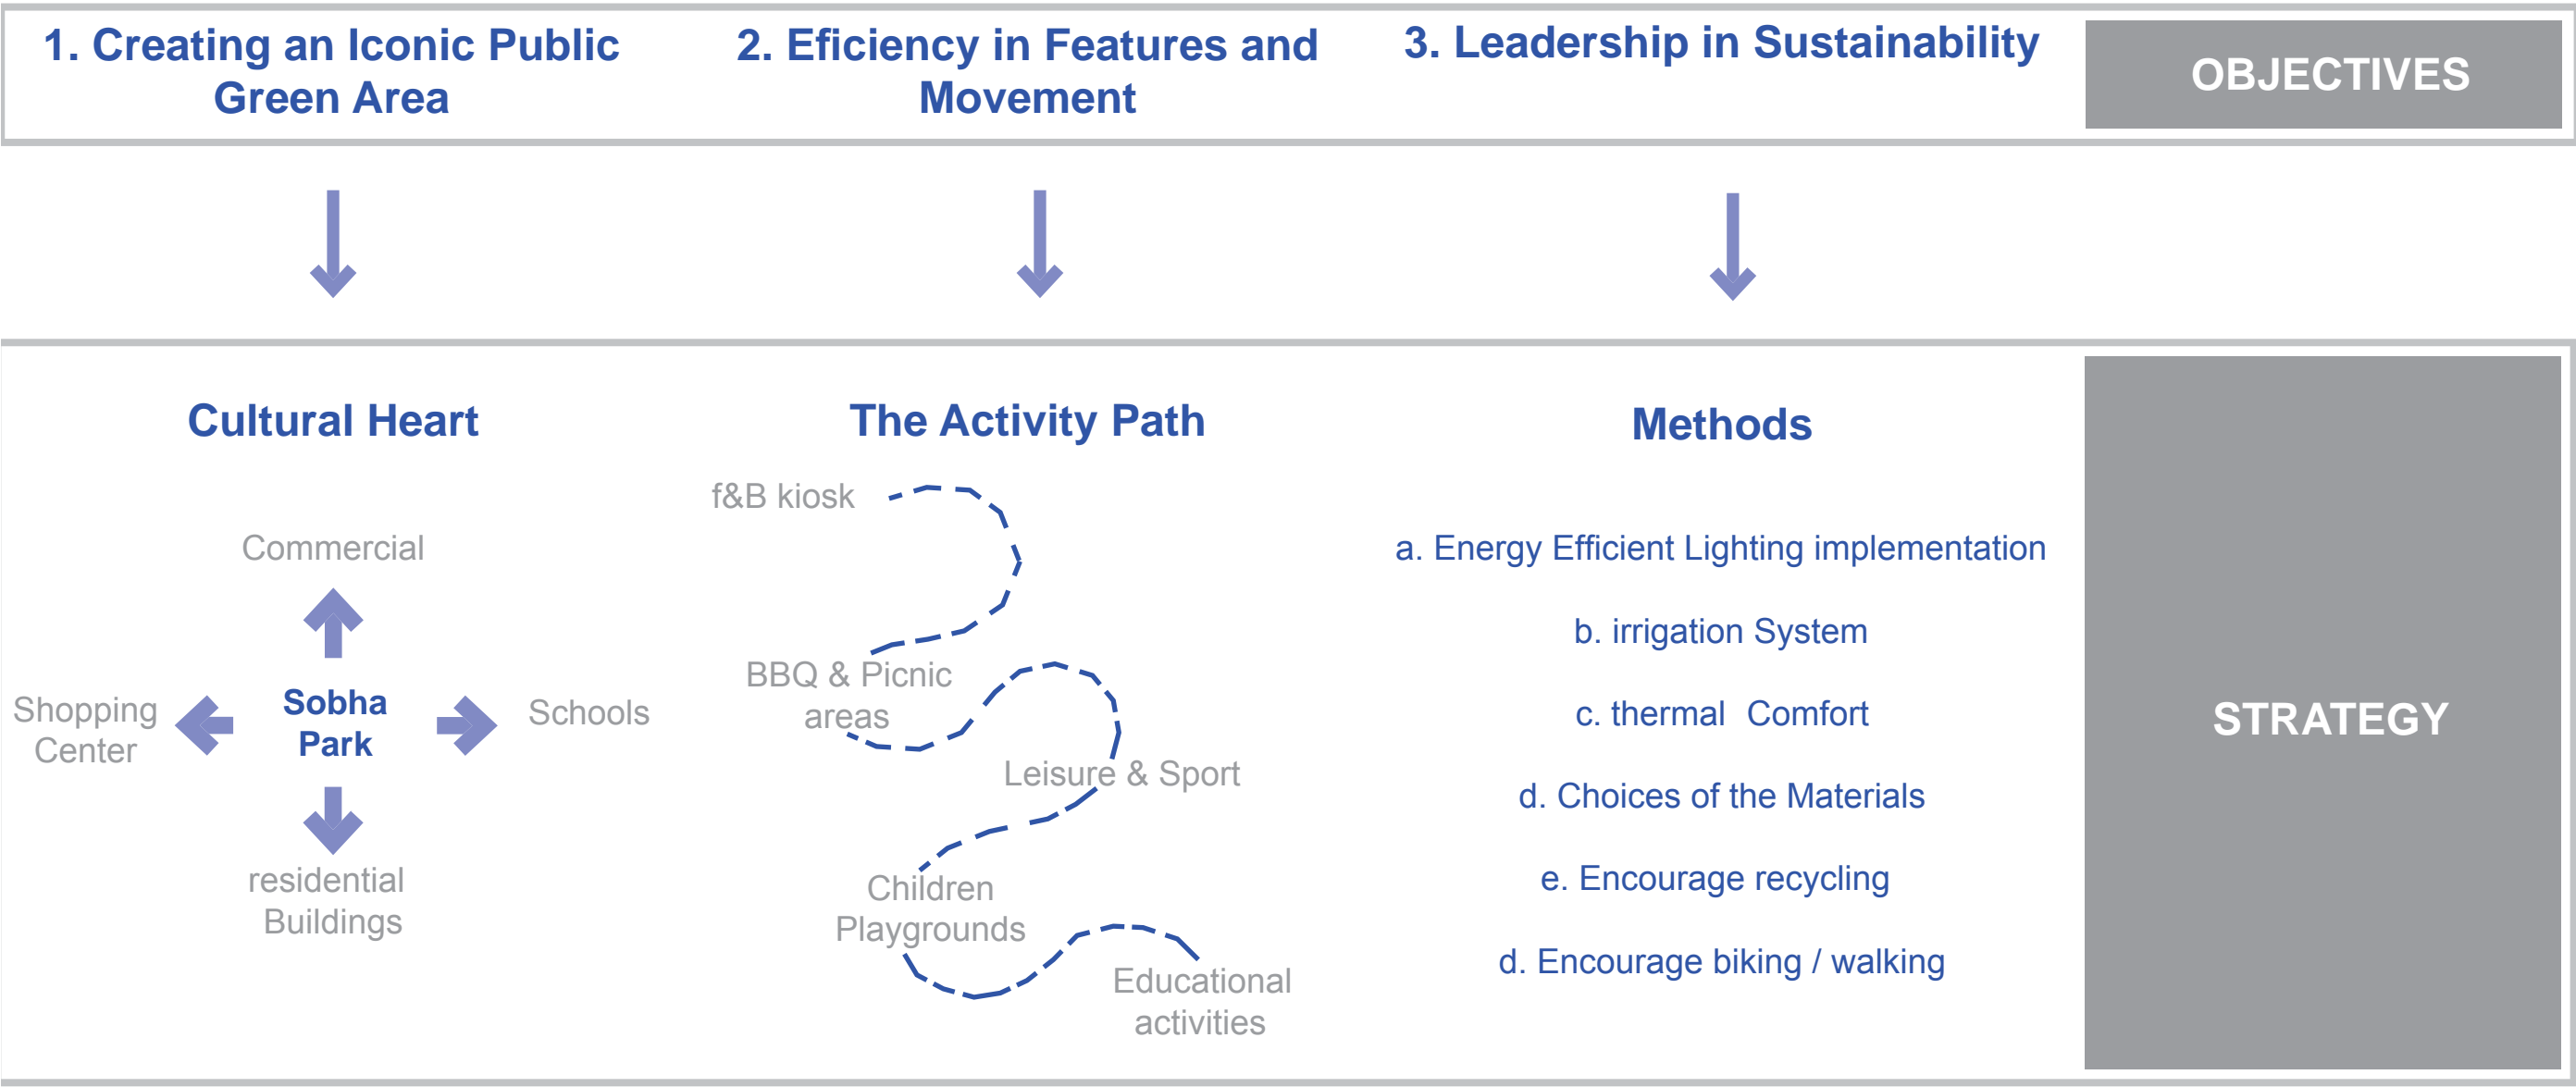 1. Creating an Iconic Public
Green Area
2. Eficiency in Features and
Movement
3. Leadership in Sustainability
OBJECTIVES
Cultural Heart
Commercial
Shopping
Center
Sobha
Park
Schools
residential
Buildings
The Activity Path
f&B kiosk
BBQ & Picnic
areas
Leisure & Sport
Children
Playgrounds
Educational
activities
Methods
a. Energy Efficient Lighting implementation
b. irrigation System
c. thermal  Comfort
d. Choices of the Materials
e. Encourage recycling
d. Encourage biking / walking
STRATEGY